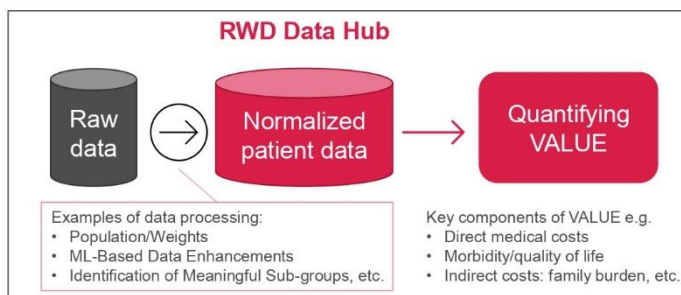 RWD Data Hub
Raw
data
Normalized
patient data
Quantifying
VALUE
Examples of data processing:
• Population/Weights
• ML-Based Data Enhancements
• Identification of Meaningful Sub-groups, etc.
Key components of VALUE e.g.
• Direct medical costs
• Morbidity/quality of life
• Indirect costs: family burden, etc.